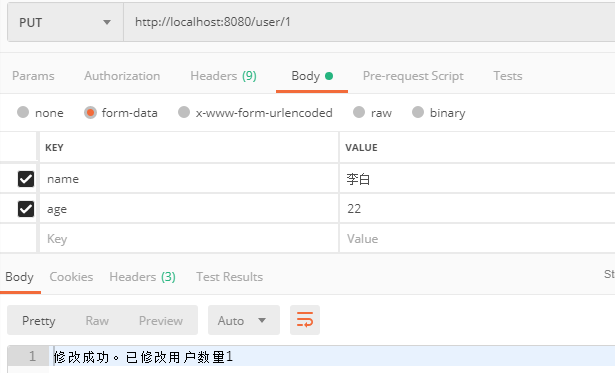 PUT http://localhost:8080/user/1
Params Authorization Headers (9) Body Pre-request Script Tests
none form-data x-www-form-urlencoded raw binary
KEY VALUE
name 李白
age 22
Key Value
Body Cookies Headers (3) Test Results St
Pretty Raw Preview Auto
1 修改成功。已修改用户数量1